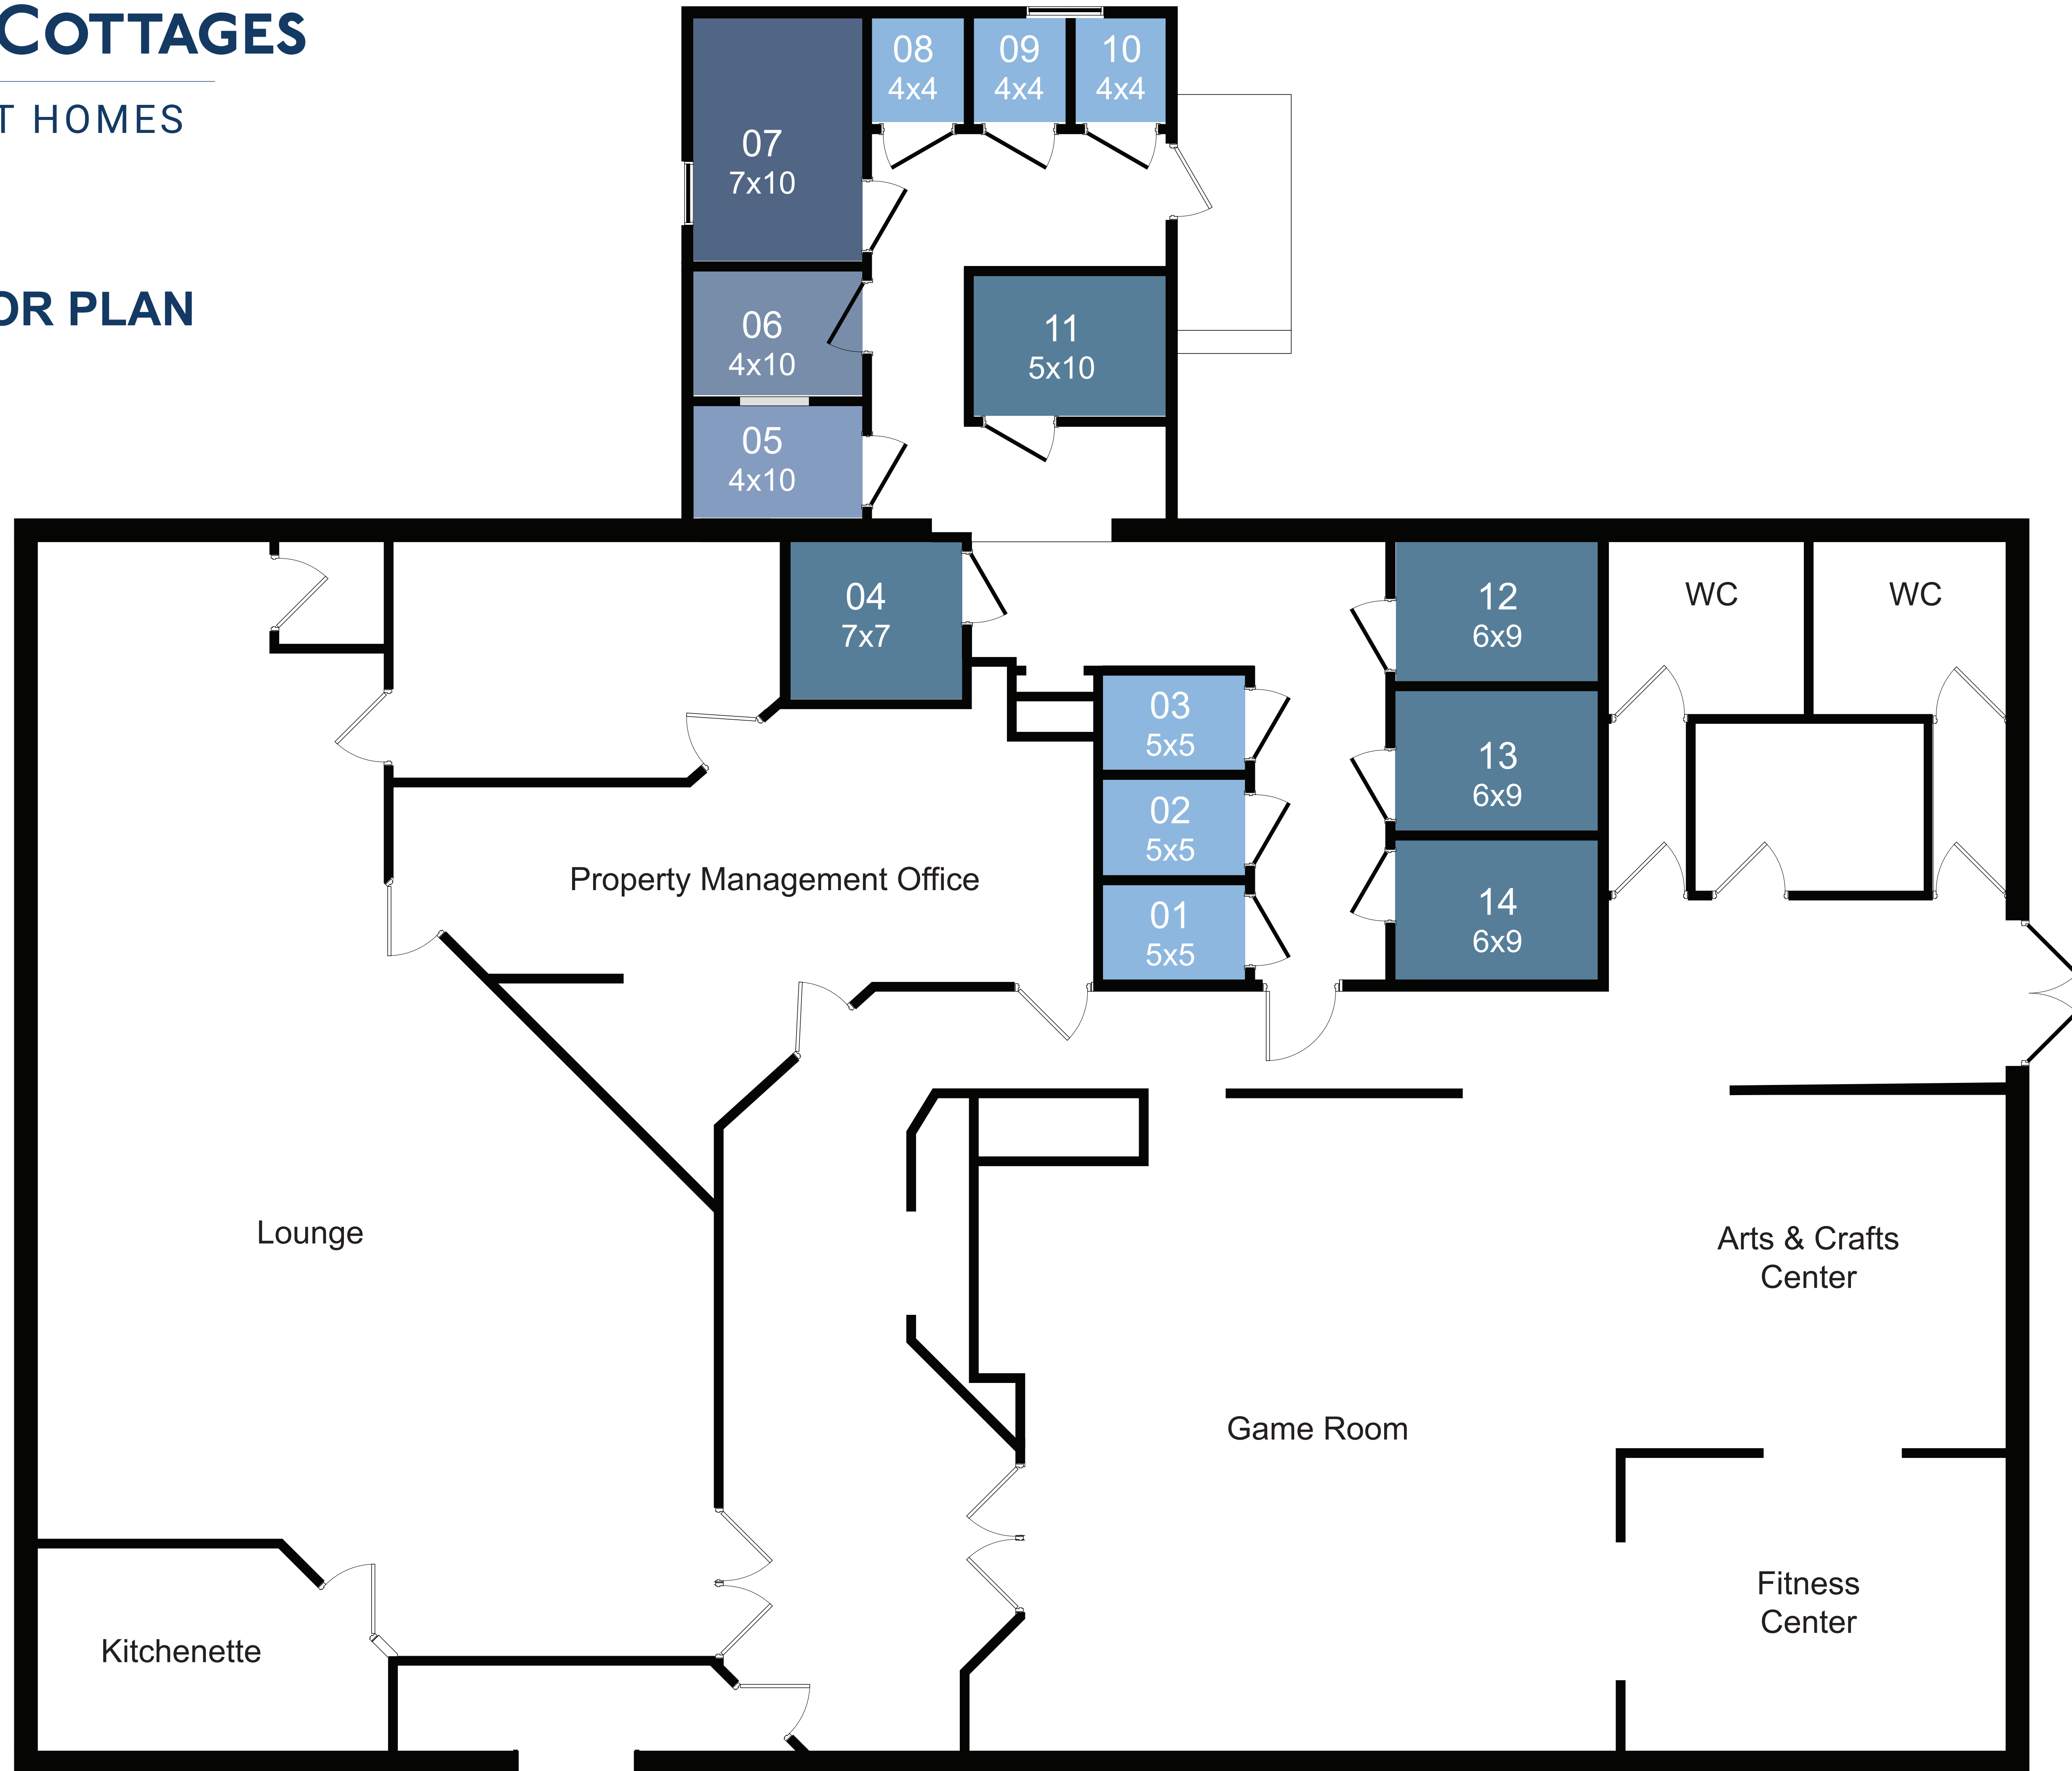 COTTAGES
T HOMES
OR PLAN
08
4x4
09
4x4
10
4x4
07
7x10
06
4x10
11
5x10
05
4x10
04
7x7
12
6x9
WC
WC
03
5x5
13
6x9
02
5x5
Property Management Office
01
5x5
14
6x9
Lounge
Arts & Crafts
Center
Game Room
Fitness
Center
Kitchenette